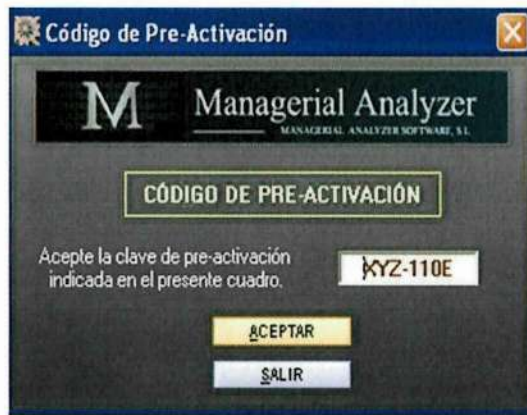 Código de Pre-Activación
M
Managerial Analyzer
MANAGERIAL ANALYZER SOFTWARE, S.L
CÓDIGO DE PRE-ACTIVACIÓN
Acepte la clave de pre-activación
indicada en el presente cuadro.
XYZ-110E
ACEPTAR
SALIR